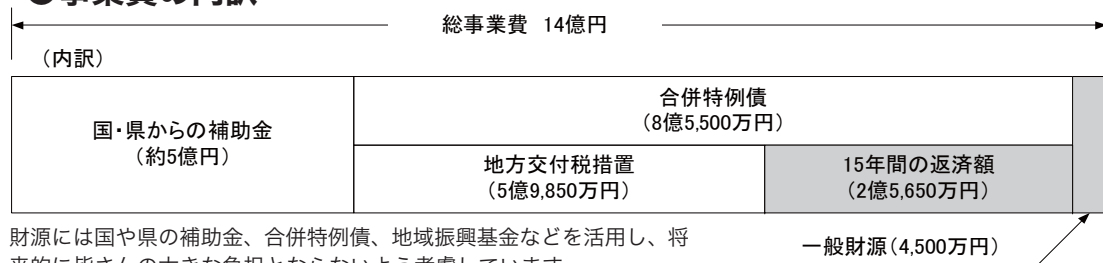 ●事業費の内訳
総事業費 14億円
（内訳）
国・県からの補助金
（約5億円）
合併特例債
（8億5,500万円）
地方交付税措置
（5億9,850万円）
15年間の返済額
（2億5,650万円）
財源には国や県の補助金、合併特例債、地域振興基金などを活用し、将
来的に皆さんの大きな負担とならないよう考慮しています。
一般財源（4,500万円）